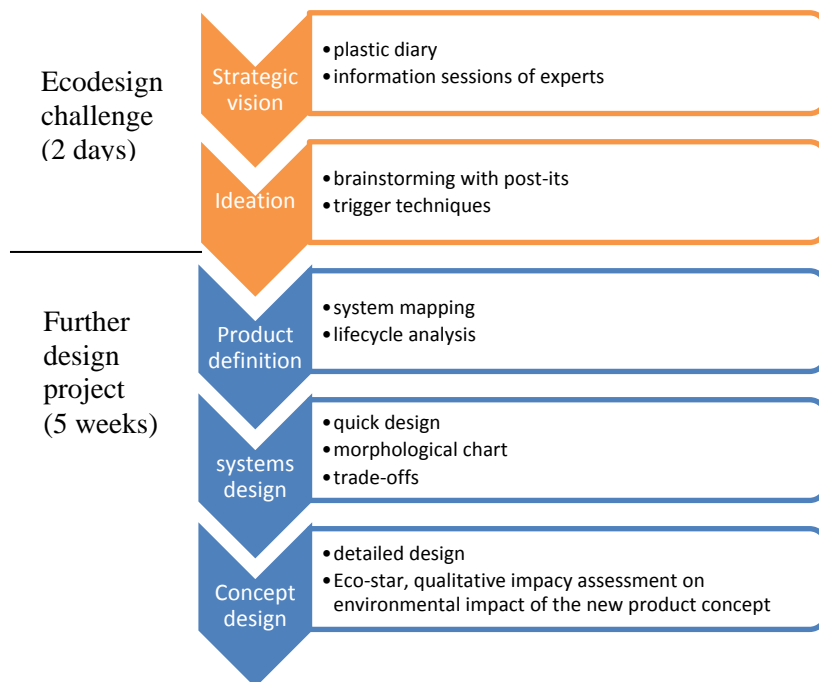 Ecodesign
challenge
(2 days)
Strategic
vision
•plastic diary
•information sessions of experts
Ideation
•brainstorming with post-its
•trigger techniques
Further
design
project
(5 weeks)
Product
definition
•system mapping
•lifecycle analysis
systems
design
•quick design
•morphological chart
•trade-offs
Concept
design
•detailed design
•Eco-star, qualitative impacy assessment on
environmental impact of the new product concept